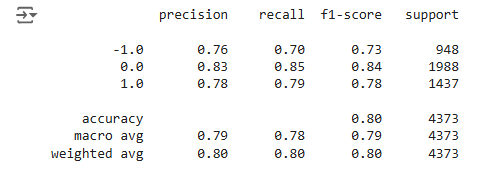 precision recall f1-score support
-1.0 0.76 0.70 0.73 948
0.0 0.83 0.85 0.84 1988
1.0 0.78 0.79 0.78 1437
accuracy 0.80 4373
macro avg 0.79 0.78 0.79 4373
weighted avg 0.80 0.80 0.80 4373